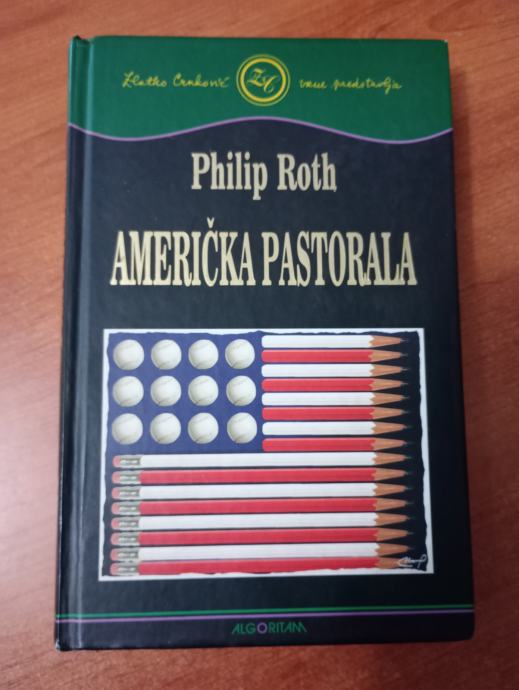 Zlatko Crnković ZC vam predstavlja
Philip Roth
AMERIČKA PASTORALA
ALGORITAM